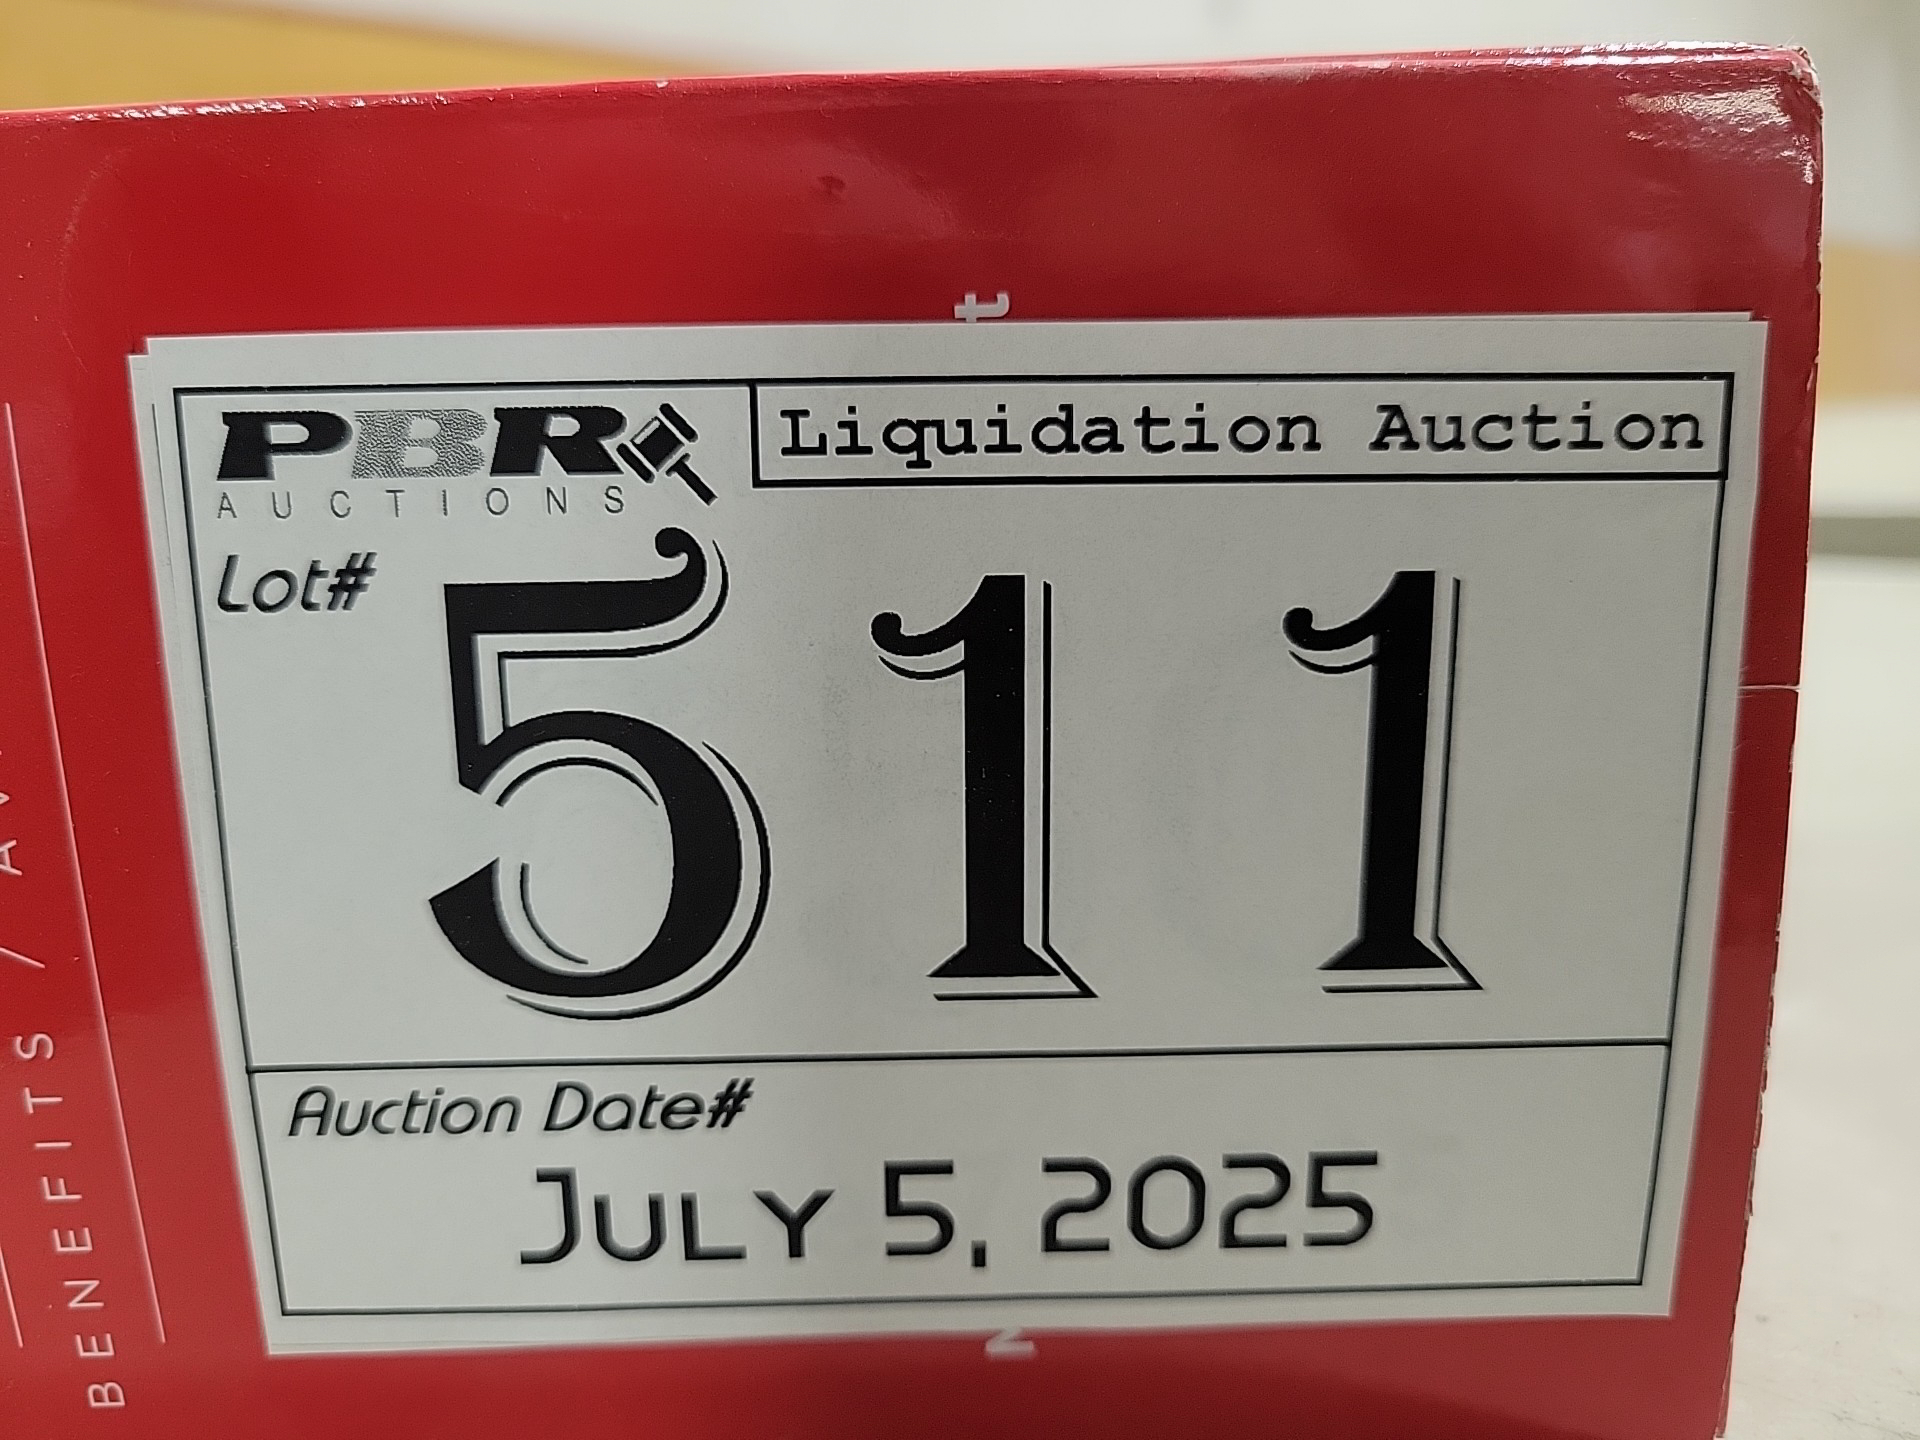 PBR
AUCTIONS
Liquidation Auction
Lot#
511
Auction Date#
JULY 5, 2025
BENEFITS /